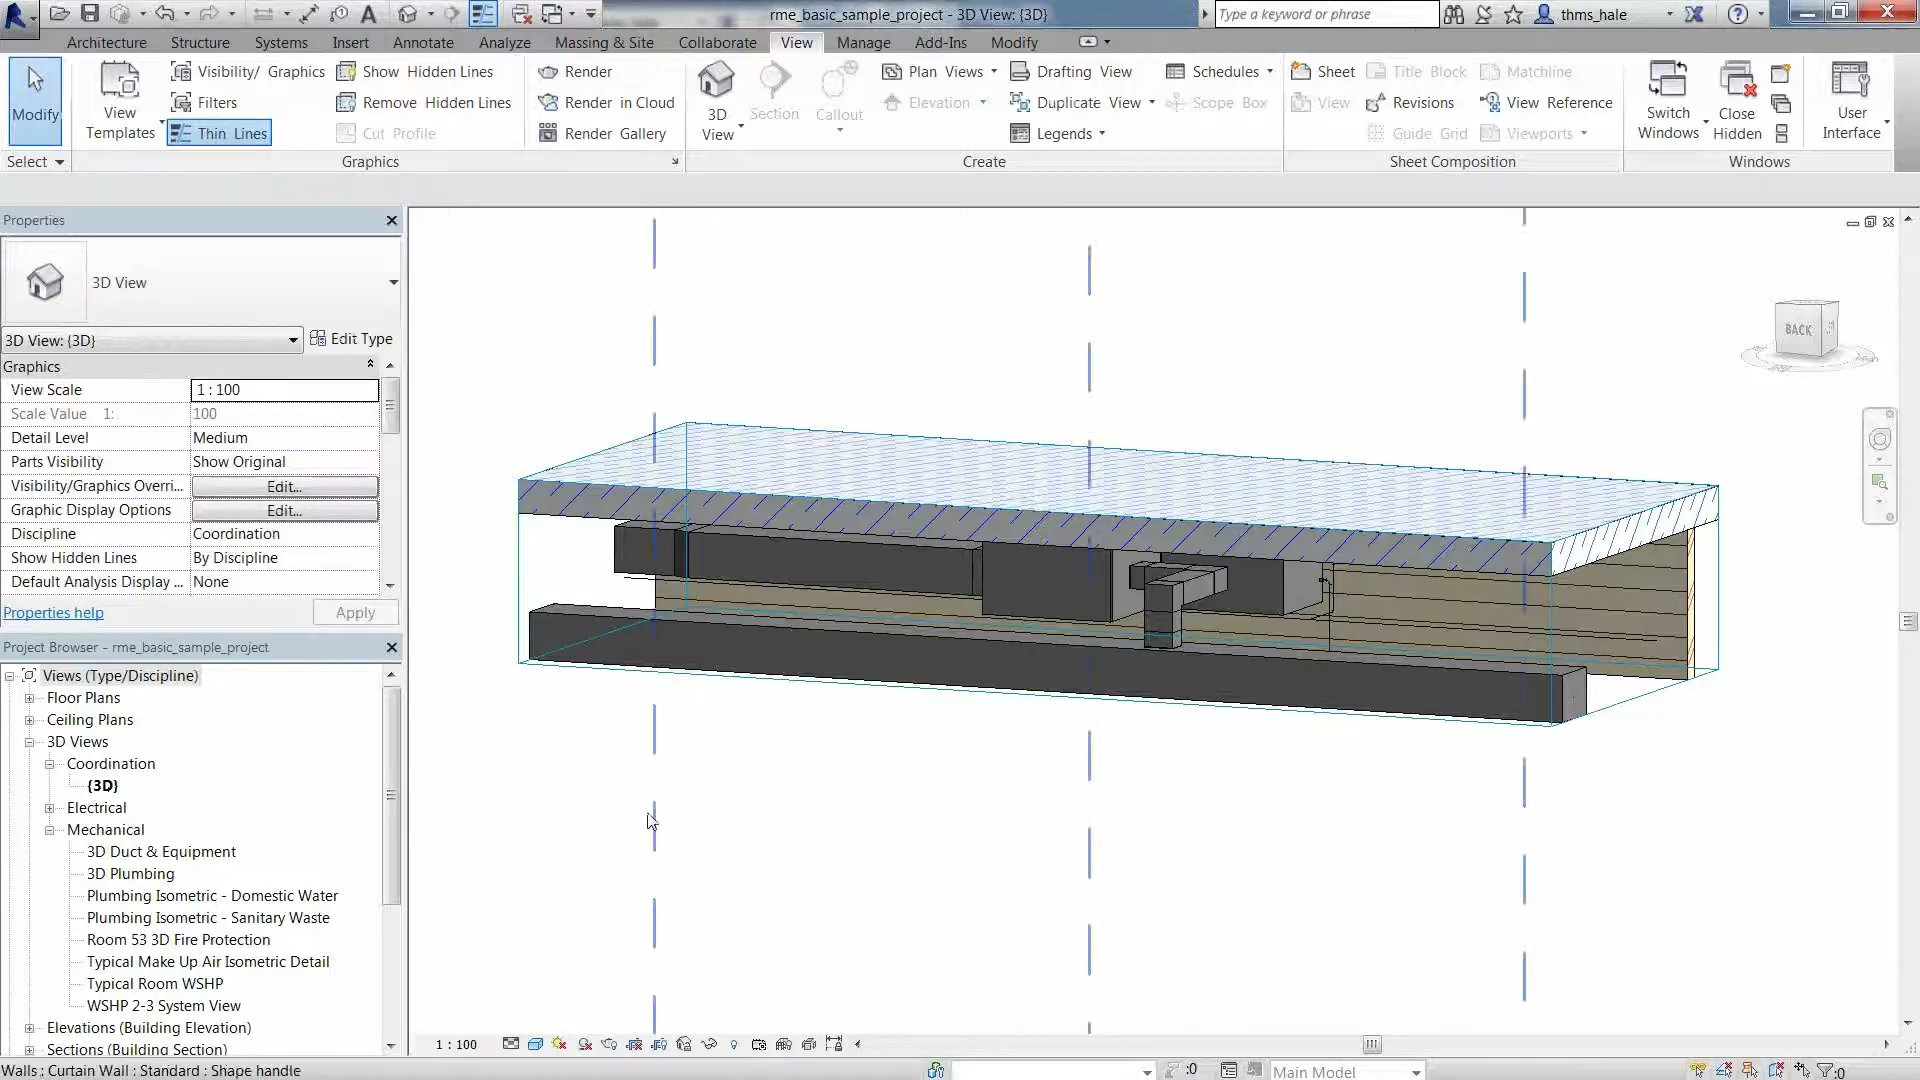 rme_basic_sample_project - 3D View: {3D}
Type a keyword or phrase
thms_hale
Architecture Structure Systems Insert Annotate Analyze Massing & Site Collaborate View Manage Add-Ins Modify
Modify
View Templates
Visibility/ Graphics
Filters
Thin Lines
Show Hidden Lines
Remove Hidden Lines
Cut Profile
Render
Render in Cloud
Render Gallery
3D View
Section
Callout
Plan Views
Elevation
Drafting View
Duplicate View
Legends
Schedules
Scope Box
Sheet
View
Title Block
Revisions
Guide Grid
Matchline
View Reference
Viewports
Switch Windows
Close Hidden
User Interface
Select
Graphics
Create
Sheet Composition
Windows
Properties
3D View
3D View: {3D}
Edit Type
Graphics
View Scale 1 : 100
Scale Value 1: 100
Detail Level Medium
Parts Visibility Show Original
Visibility/Graphics Overri... Edit...
Graphic Display Options Edit...
Discipline Coordination
Show Hidden Lines By Discipline
Default Analysis Display ... None
Properties help
Apply
Project Browser - rme_basic_sample_project
Views (Type/Discipline)
Floor Plans
Ceiling Plans
3D Views
Coordination
{3D}
Electrical
Mechanical
3D Duct & Equipment
3D Plumbing
Plumbing Isometric - Domestic Water
Plumbing Isometric - Sanitary Waste
Room 53 3D Fire Protection
Typical Make Up Air Isometric Detail
Typical Room WSHP
WSHP 2-3 System View
Elevations (Building Elevation)
Sections (Building Section)
BACK
1 : 100
Walls : Curtain Wall : Standard : Shape handle
:0
Main Model
:0